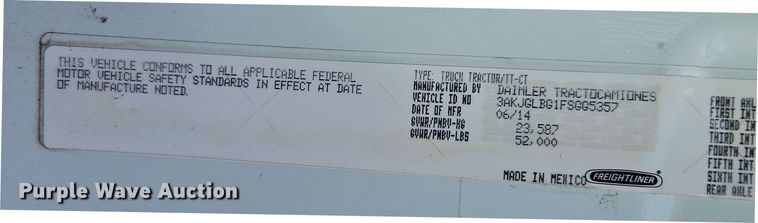 THIS VEHICLE CONFORMS TO ALL APPLICABLE FEDERAL
MOTOR VEHICLE SAFETY STANDARDS IN EFFECT AT DATE
OF MANUFACTURE NOTED.
TYPE: TRUCK TRACTOR/TT-CT
MANUFACTURED BY DAIMLER TRACTOCAMIONES
VEHICLE ID NO 3AKJGLBG1FSGG5357
DATE OF MFR 06/14
GVWR/PNBV-KG 23,587
GVWR/PNBV-LBS 52,000
MADE IN MEXICO FREIGHTLINER
FRONT AXL
FIRST INT
SECOND IN
THIRD INT
FOURTH IN
FIFTH INT
SIXTH INT
REAR AXLE
Purple Wave Auction